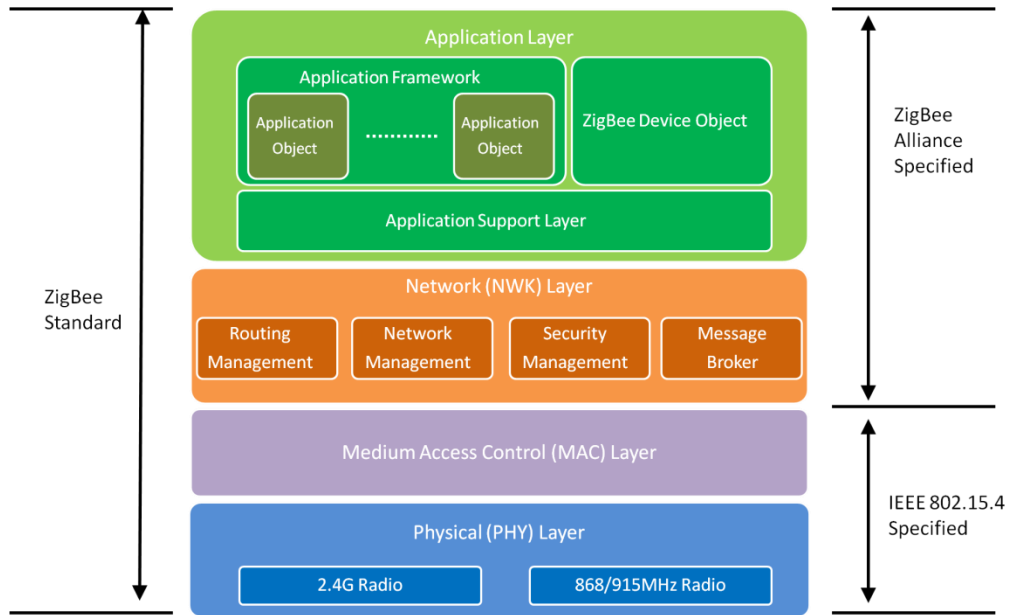 Application Layer
Application Framework
Application
Object
............
Application
Object
ZigBee Device Object
Application Support Layer
ZigBee
Alliance
Specified
ZigBee
Standard
Network (NWK) Layer
Routing
Management
Network
Management
Security
Management
Message
Broker
Medium Access Control (MAC) Layer
IEEE 802.15.4
Specified
Physical (PHY) Layer
2.4G Radio
868/915MHz Radio